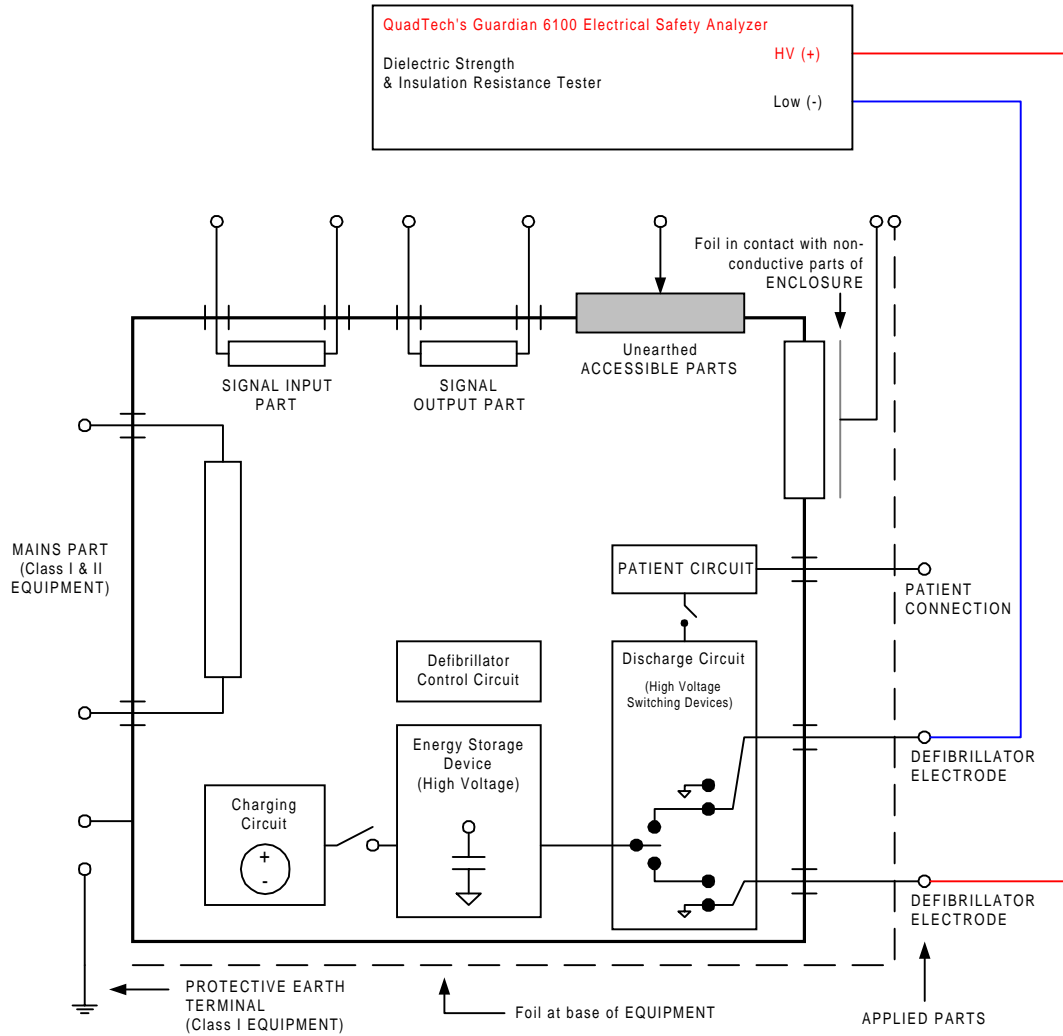 QuadTech's Guardian 6100 Electrical Safety Analyzer
HV (+)
Dielectric Strength
& Insulation Resistance Tester
Low (-)
Foil in contact with non-
conductive parts of
ENCLOSURE
Unearthed
ACCESSIBLE PARTS
SIGNAL INPUT
PART
SIGNAL
OUTPUT PART
MAINS PART
(Class I & II
EQUIPMENT)
PATIENT CIRCUIT
PATIENT
CONNECTION
Defibrillator
Control Circuit
Discharge Circuit
(High Voltage
Switching Devices)
Energy Storage
Device
(High Voltage)
DEFIBRILLATOR
ELECTRODE
Charging
Circuit
+
-
DEFIBRILLATOR
ELECTRODE
PROTECTIVE EARTH
TERMINAL
(Class I EQUIPMENT)
Foil at base of EQUIPMENT
APPLIED PARTS